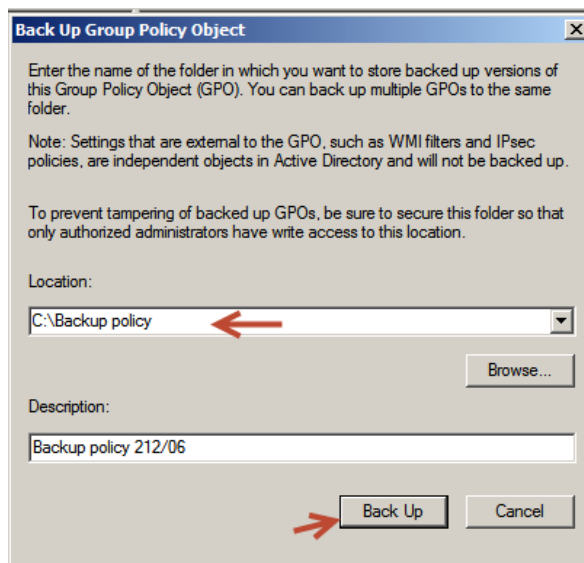 Back Up Group Policy Object
Enter the name of the folder in which you want to store backed up versions of
this Group Policy Object (GPO). You can back up multiple GPOs to the same
folder.
Note: Settings that are external to the GPO, such as WMI filters and IPsec
policies, are independent objects in Active Directory and will not be backed up.
To prevent tampering of backed up GPOs, be sure to secure this folder so that
only authorized administrators have write access to this location.
Location:
C:\Backup policy
Browse...
Description:
Backup policy 212/06
Back Up Cancel